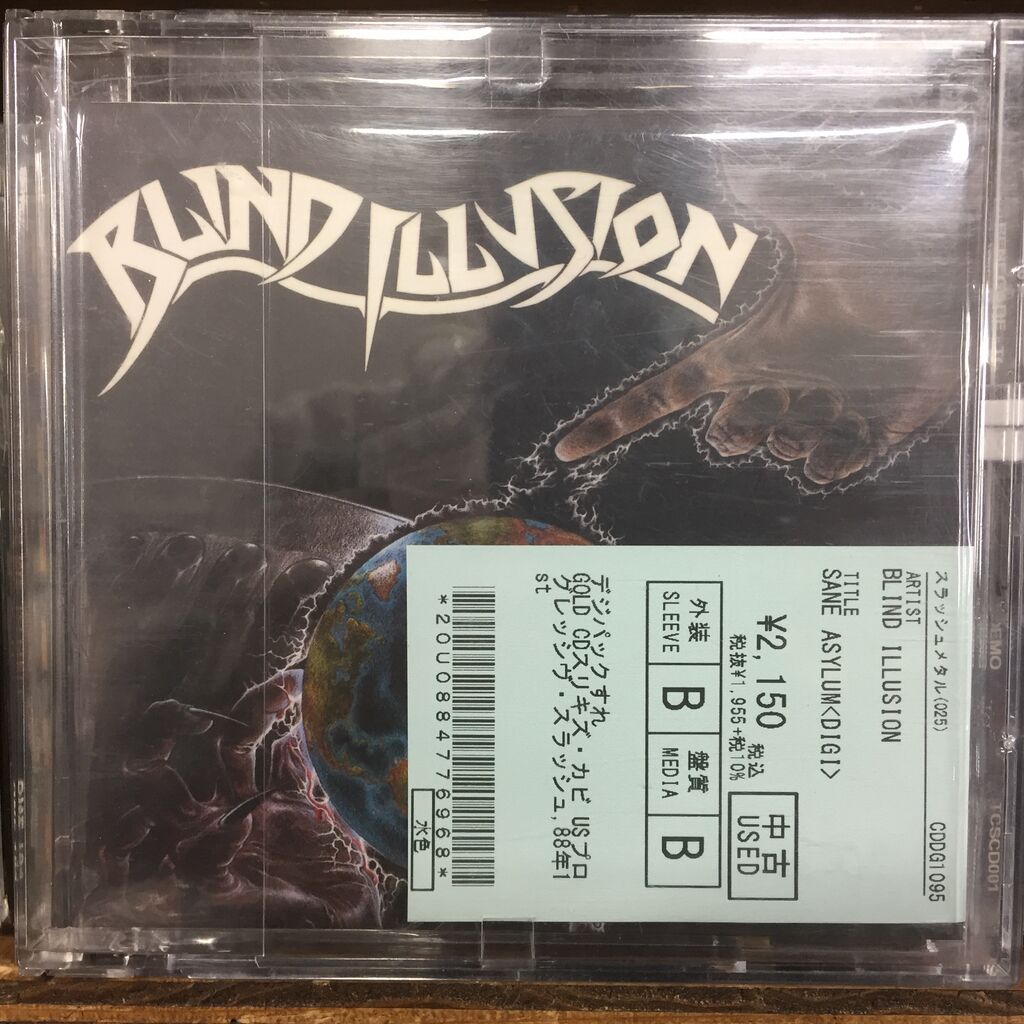 BLIND ILLUSION
スラッシュメタル(025)
CDDG1095
ARTIST
BLIND ILLUSION
TITLE
SANE ASYLUM<DIGI>
¥2,150 税込
税抜¥1,955+税10%
中古
USED
外装
SLEEVE
B
盤質
MEDIA
B
デジパックすれ
GOLD CDスリキズ・カビ USプロ
グレッシヴ・スラッシュ,88年1
st
*20U0884776968*
水色
TCSCD001